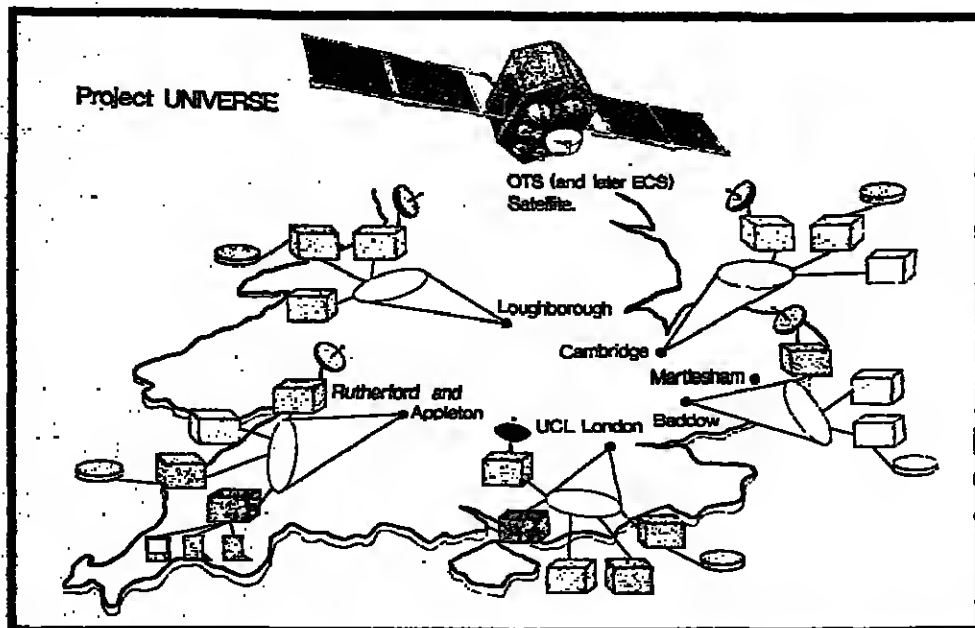 Project UNIVERSE
OTS (and later ECS)
Satellite.
Loughborough
Cambridge
Martlesham
Rutherford and
Appleton
Baddow
UCL London